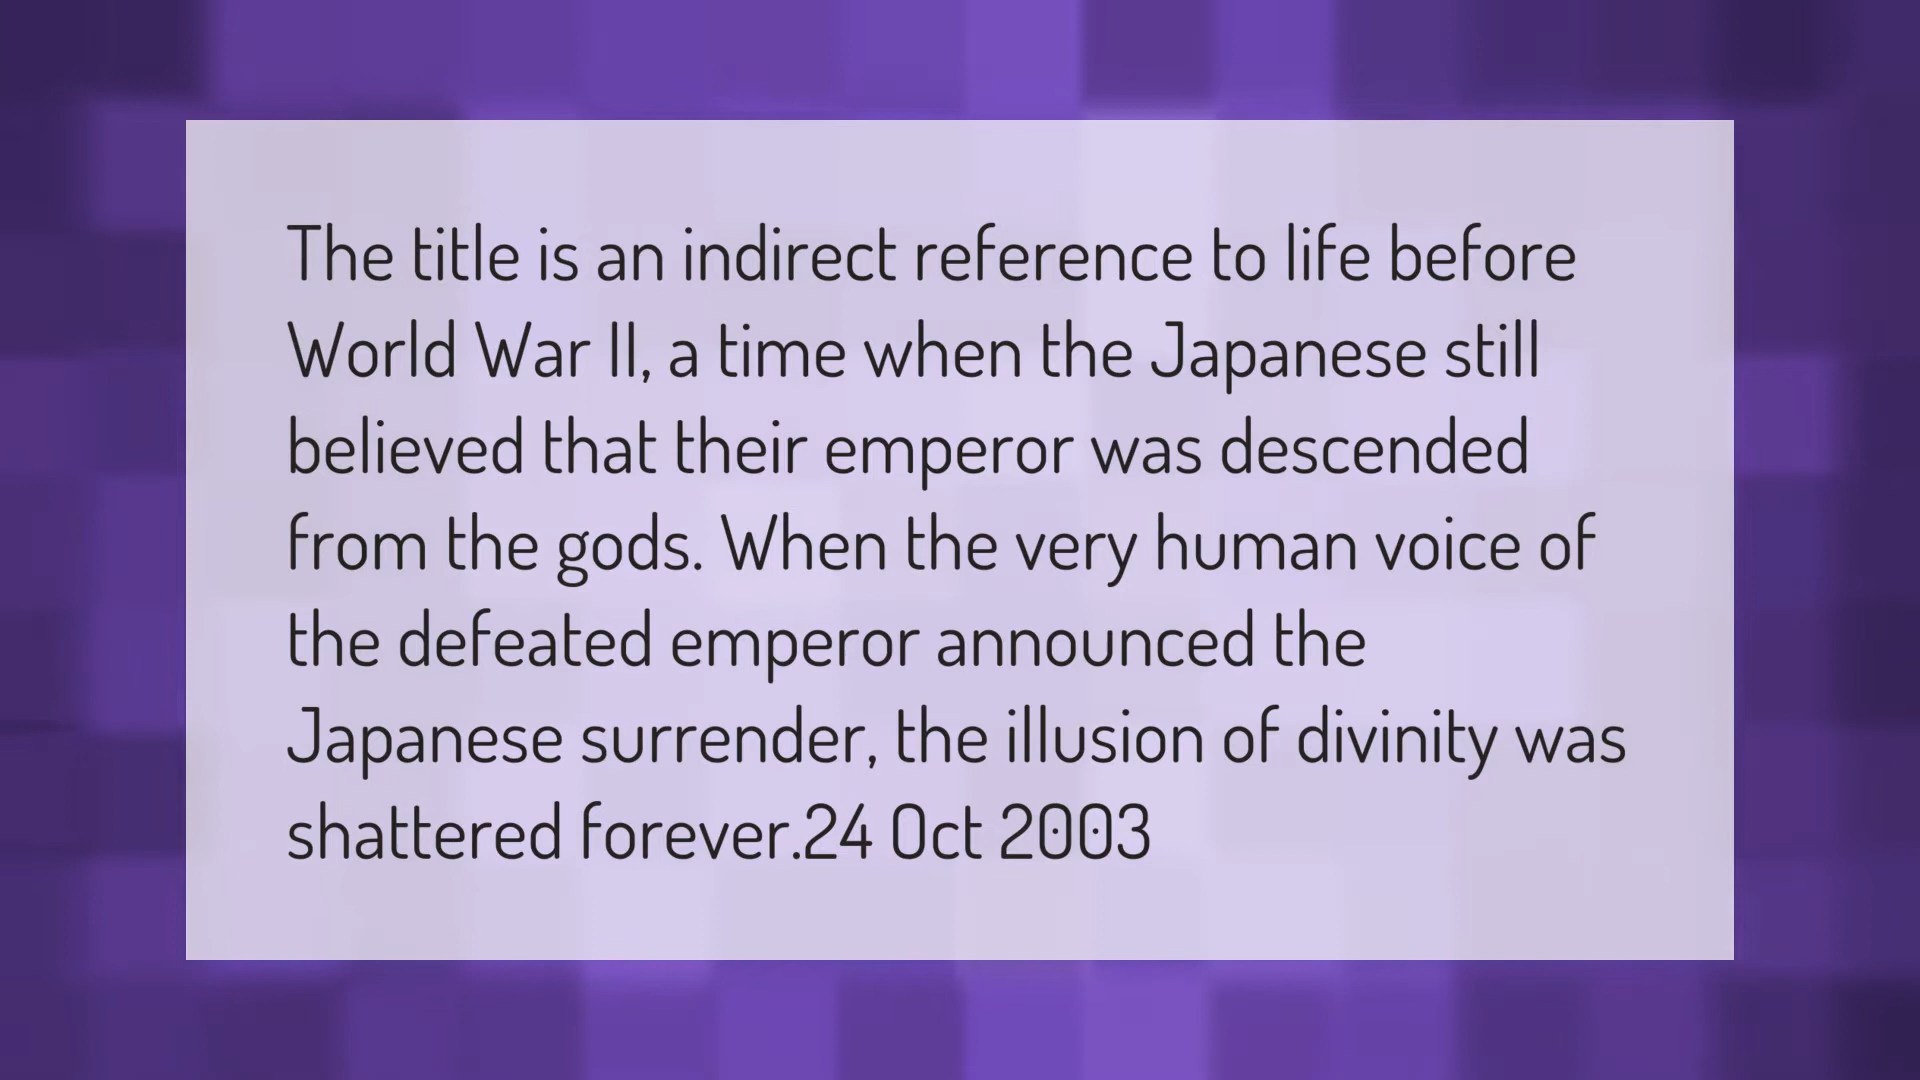 The title is an indirect reference to life before
World War II, a time when the Japanese still
believed that their emperor was descended
from the gods. When the very human voice of
the defeated emperor announced the
Japanese surrender, the illusion of divinity was
shattered forever.24 Oct 2003